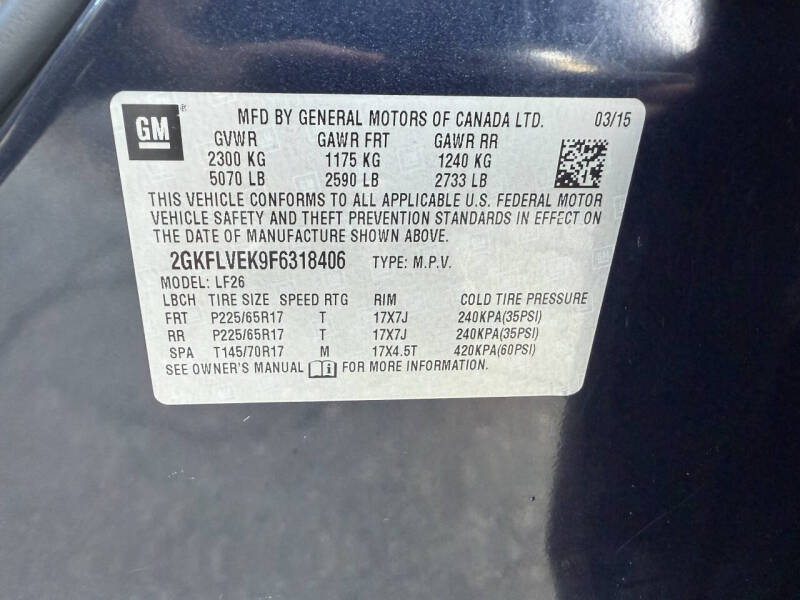 GM
MFD BY GENERAL MOTORS OF CANADA LTD. 03/15
GVWR GAWR FRT GAWR RR
2300 KG 1175 KG 1240 KG
5070 LB 2590 LB 2733 LB
THIS VEHICLE CONFORMS TO ALL APPLICABLE U.S. FEDERAL MOTOR
VEHICLE SAFETY AND THEFT PREVENTION STANDARDS IN EFFECT ON
THE DATE OF MANUFACTURE SHOWN ABOVE.
2GKFLVEK9F6318406 TYPE: M.P.V.
MODEL: LF26
LBCH TIRE SIZE SPEED RTG RIM COLD TIRE PRESSURE
FRT P225/65R17 T 17X7J 240KPA(35PSI)
RR P225/65R17 T 17X7J 240KPA(35PSI)
SPA T145/70R17 M 17X4.5T 420KPA(60PSI)
SEE OWNER'S MANUAL FOR MORE INFORMATION.